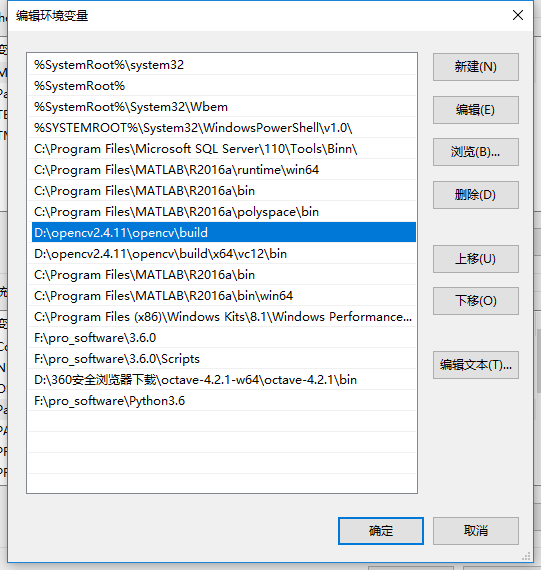 编辑环境变量
%SystemRoot%\system32
%SystemRoot%
%SystemRoot%\System32\Wbem
%SYSTEMROOT%\System32\WindowsPowerShell\v1.0\
C:\Program Files\Microsoft SQL Server\110\Tools\Binn\
C:\Program Files\MATLAB\R2016a\runtime\win64
C:\Program Files\MATLAB\R2016a\bin
C:\Program Files\MATLAB\R2016a\polyspace\bin
D:\opencv2.4.11\opencv\build
D:\opencv2.4.11\opencv\build\x64\vc12\bin
C:\Program Files\MATLAB\R2016a\bin
C:\Program Files\MATLAB\R2016a\bin\win64
C:\Program Files (x86)\Windows Kits\8.1\Windows Performance...
F:\pro_software\3.6.0
F:\pro_software\3.6.0\Scripts
D:\360安全浏览器下载\octave-4.2.1-w64\octave-4.2.1\bin
F:\pro_software\Python3.6
新建(N)
编辑(E)
浏览(B)...
删除(D)
上移(U)
下移(O)
编辑文本(T)...
确定
取消